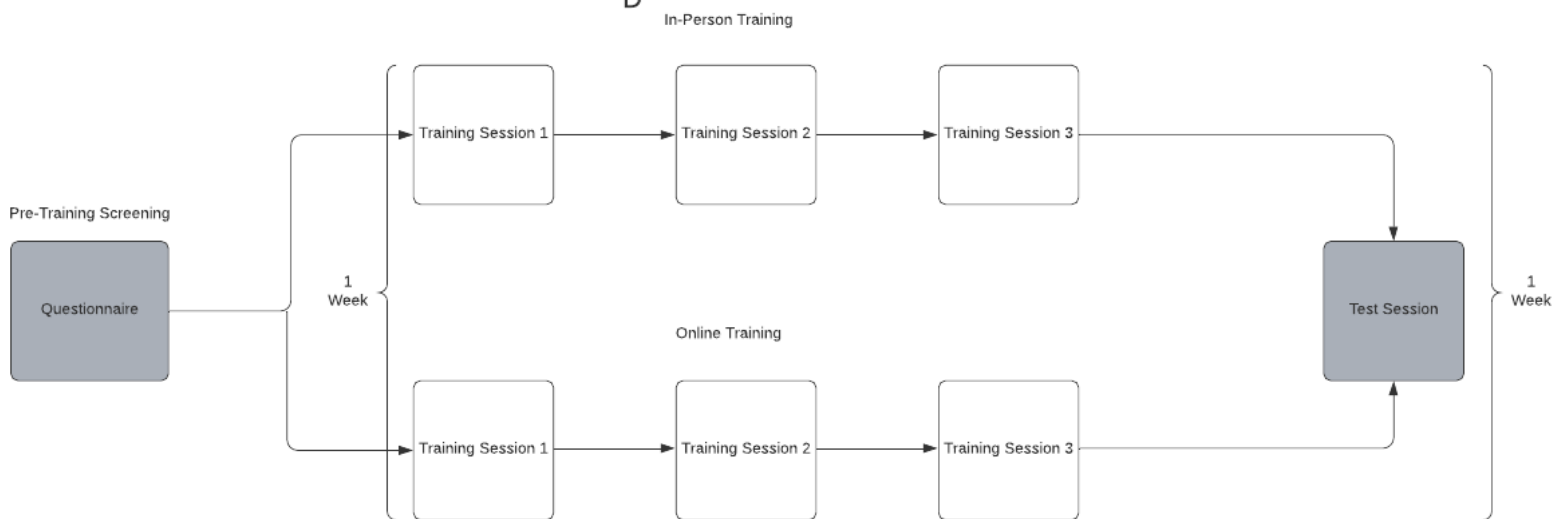 In-Person Training
Training Session 1
Training Session 2
Training Session 3
Pre-Training Screening
Questionnaire
1
Week
Test Session
1
Week
Online Training
Training Session 1
Training Session 2
Training Session 3